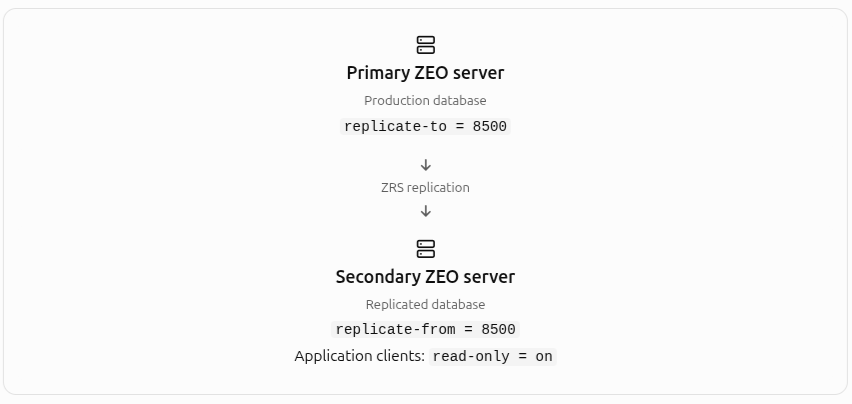 Primary ZEO server
Production database
replicate-to = 8500
ZRS replication
Secondary ZEO server
Replicated database
replicate-from = 8500
Application clients: read-only = on